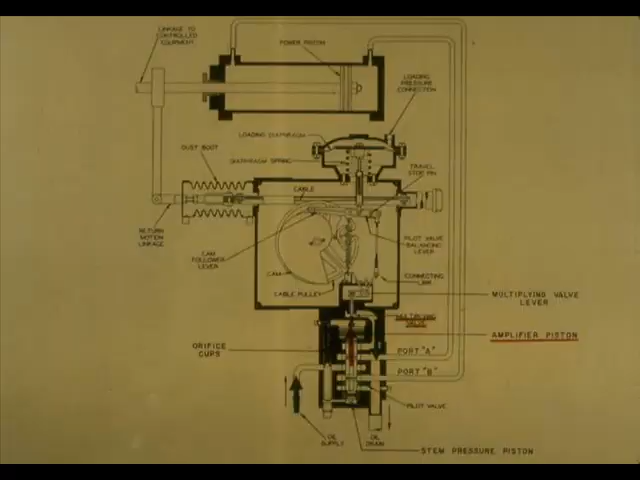 LINKAGE TO
CONTROLLED
EQUIPMENT
POWER PISTON
LOADING
PRESSURE
CONNECTION
LOADING DIAPHRAGM
DUST BOOT
DIAPHRAGM SPRING
TRAVEL
STOP PIN
CABLE
RETURN
MOTION
LINKAGE
PILOT VALVE
BALANCING
LEVER
CAM
FOLLOWER
LEVER
CAM
CONNECTING
LINK
CABLE PULLEY
MULTIPLYING VALVE
LEVER
MULTIPLYING
VALVE
AMPLIFIER PISTON
ORIFICE
CUPS
PORT "A"
PORT "B"
PILOT VALVE
OIL
SUPPLY
OIL
DRAIN
STEM PRESSURE PISTON